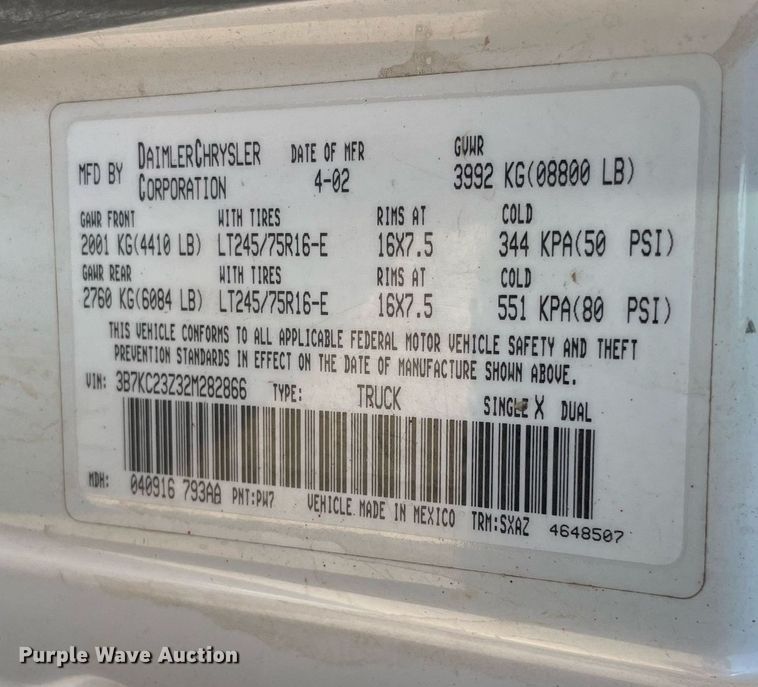 MFD BY DAIMLERCHRYSLER CORPORATION DATE OF MFR 4-02 GVWR 3992 KG(08800 LB)
GAWR FRONT WITH TIRES RIMS AT COLD
2001 KG(4410 LB) LT245/75R16-E 16X7.5 344 KPA(50 PSI)
GAWR REAR WITH TIRES RIMS AT COLD
2760 KG(6084 LB) LT245/75R16-E 16X7.5 551 KPA(80 PSI)
THIS VEHICLE CONFORMS TO ALL APPLICABLE FEDERAL MOTOR VEHICLE SAFETY AND THEFT
PREVENTION STANDARDS IN EFFECT ON THE DATE OF MANUFACTURE SHOWN ABOVE.
VIN: 3B7KC23Z32M282866 TYPE: TRUCK SINGLE X DUAL
MDH: 040916 793AA PNT:PW7 VEHICLE MADE IN MEXICO TRM:SXAZ 4648507
Purple Wave Auction